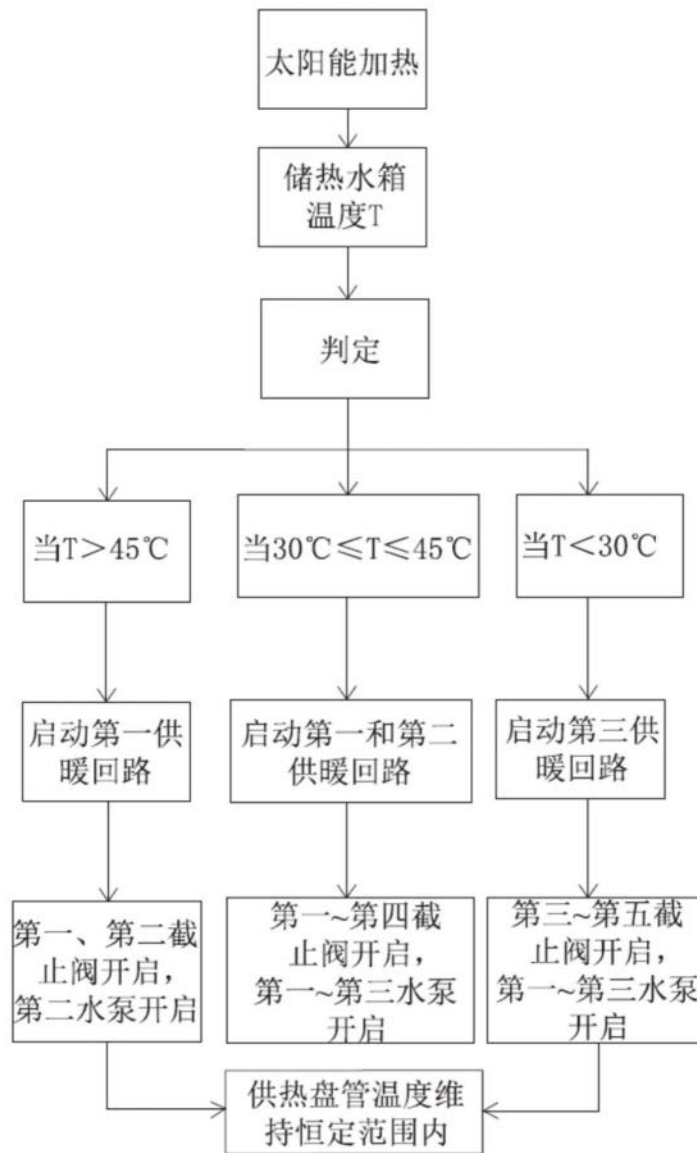 太阳能加热
储热水箱
温度T
判定
当T＞45℃
当30℃≤T≤45℃
当T＜30℃
启动第一供
暖回路
启动第一和第二
供暖回路
启动第三供
暖回路
第一、第二截
止阀开启，
第二水泵开启
第一~第四截
止阀开启，
第一~第三水泵
开启
第三~第五截
止阀开启，
第一~第三水泵
开启
供热盘管温度维
持恒定范围内